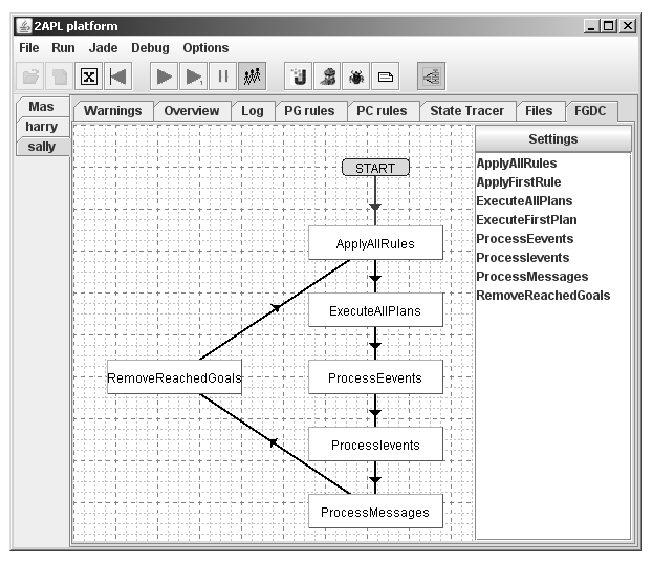 2APL platform
File Run Jade Debug Options
Mas
harry
sally
Warnings Overview Log PG rules PC rules State Tracer Files FGDC
START
ApplyAllRules
ExecuteAllPlans
RemoveReachedGoals
ProcessEevents
ProcessIevents
ProcessMessages
Settings
ApplyAllRules
ApplyFirstRule
ExecuteAllPlans
ExecuteFirstPlan
ProcessEevents
ProcessIevents
ProcessMessages
RemoveReachedGoals